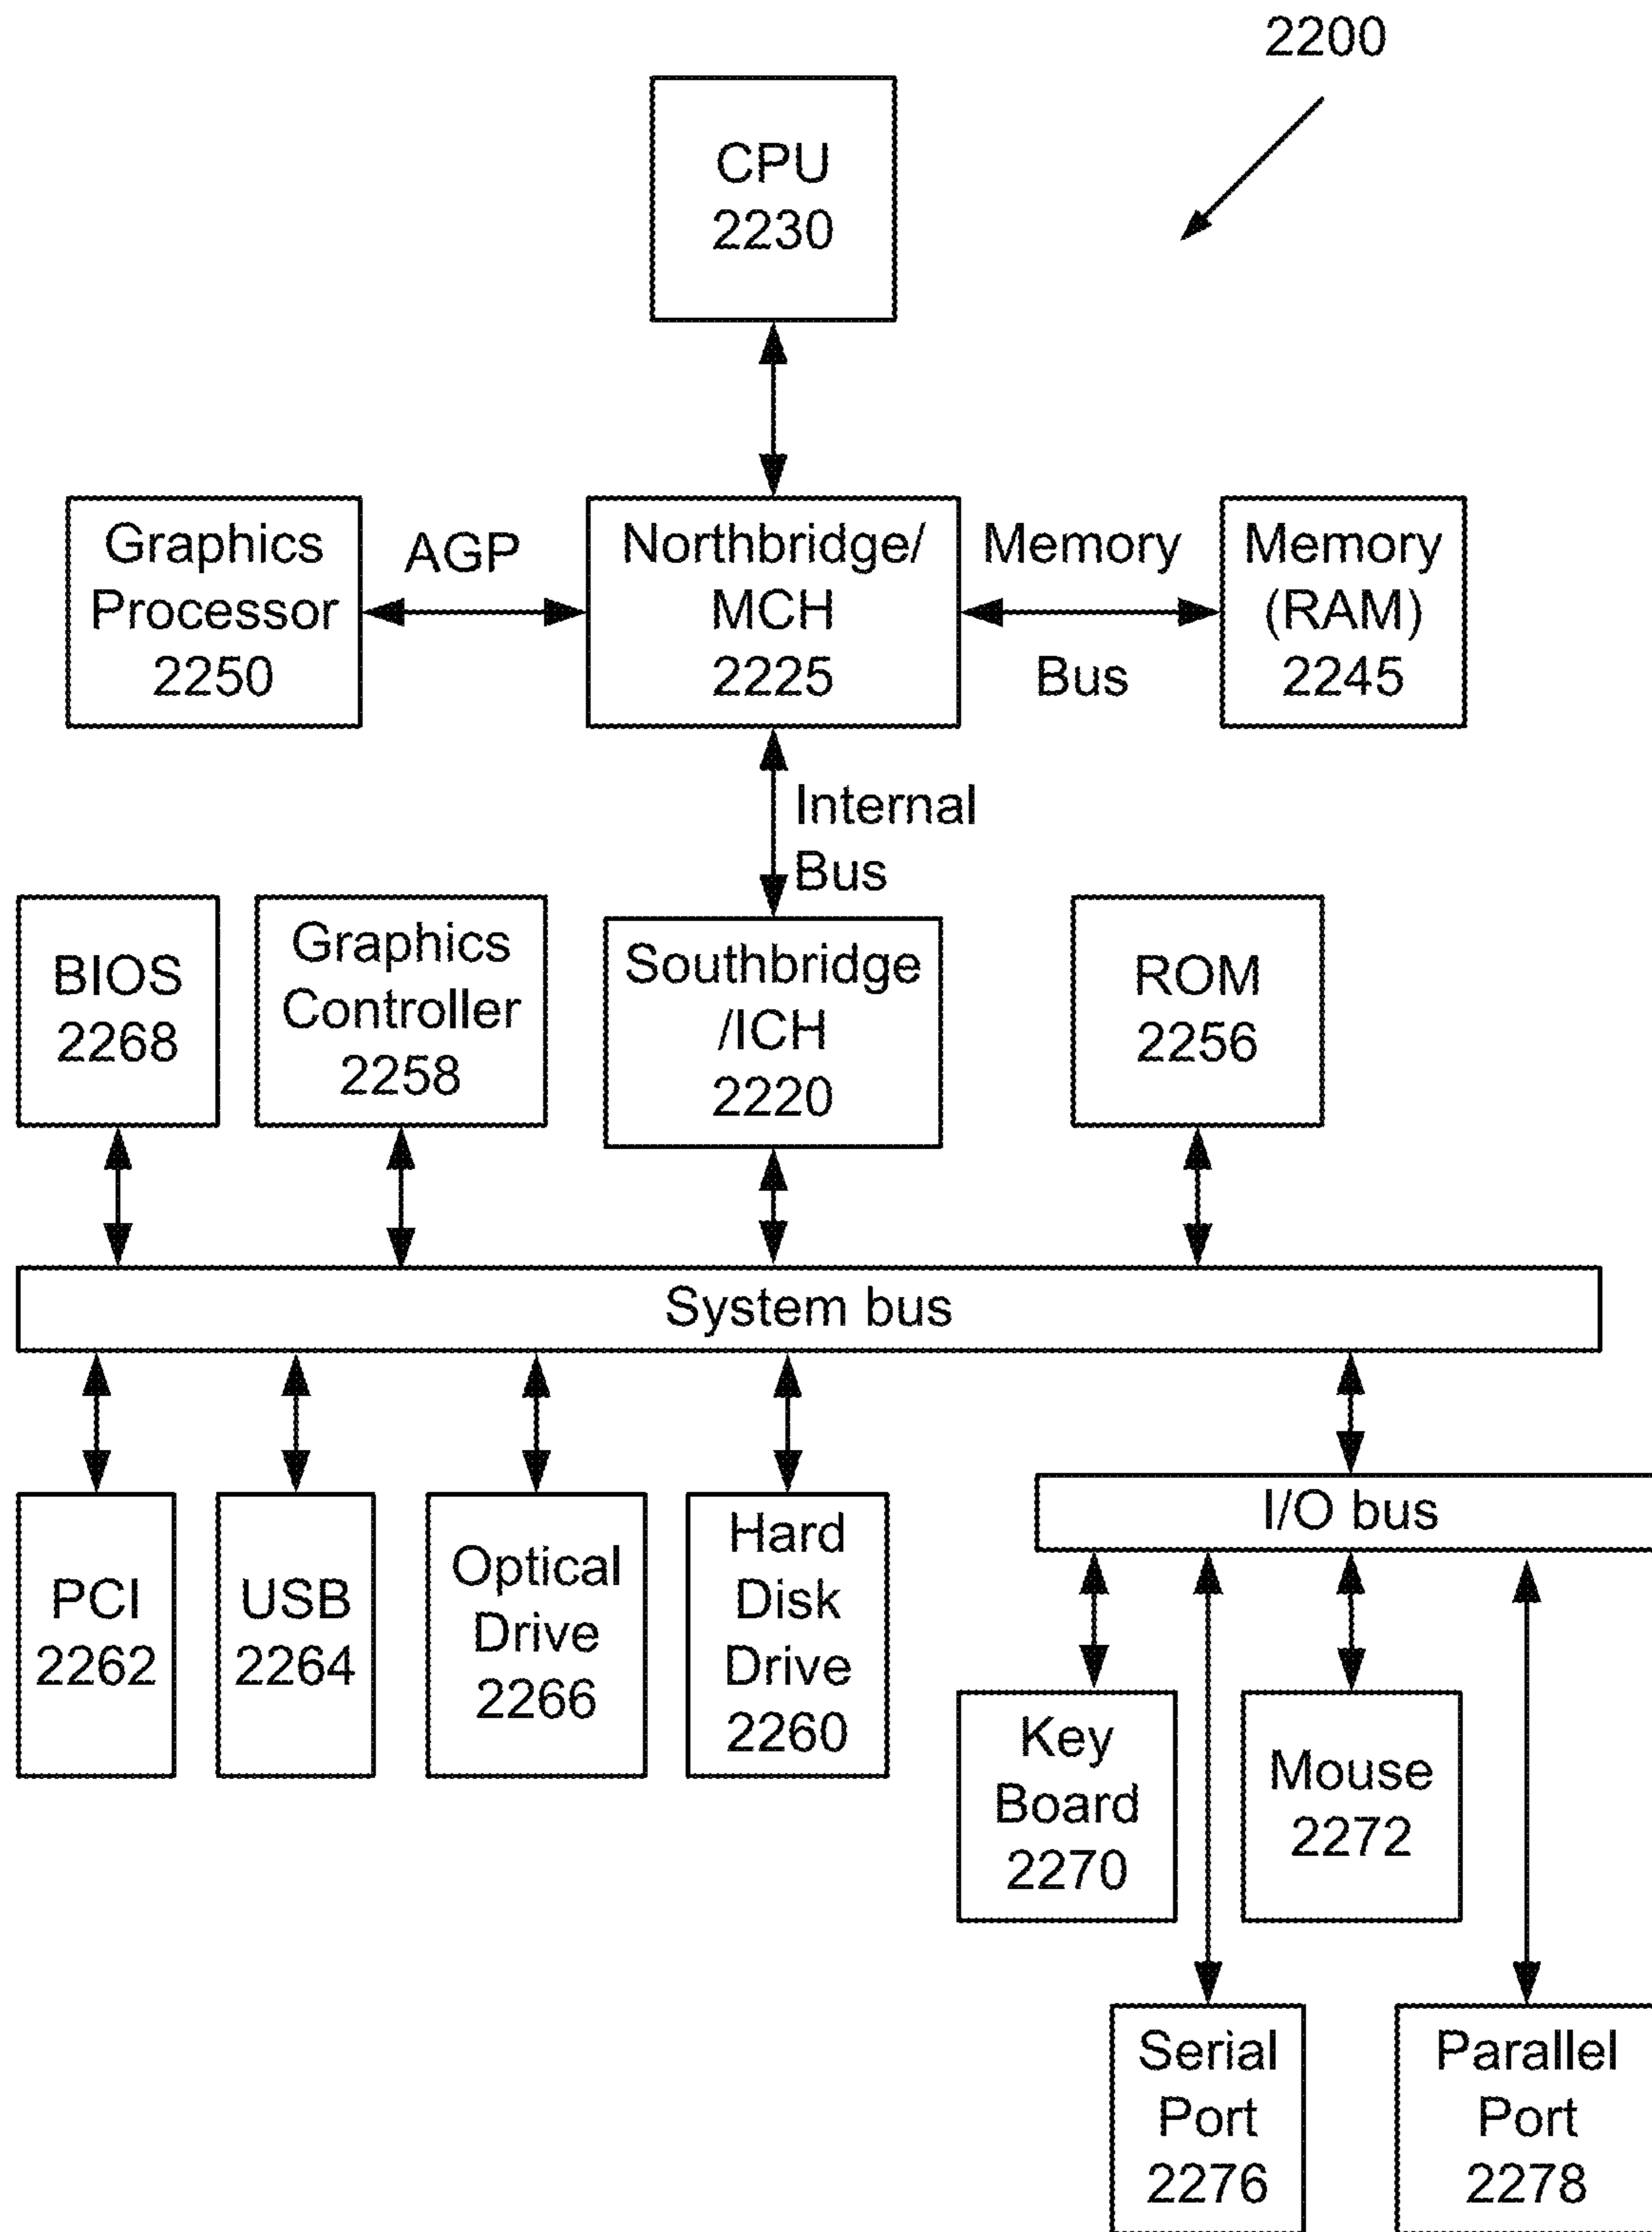 2200
CPU
2230
Graphics
Processor
2250
AGP
Northbridge/
MCH
2225
Memory
Bus
Memory
(RAM)
2245
Internal
Bus
BIOS
2268
Graphics
Controller
2258
Southbridge
/ICH
2220
ROM
2256
System bus
PCI
2262
USB
2264
Optical
Drive
2266
Hard
Disk
Drive
2260
I/O bus
Key
Board
2270
Mouse
2272
Serial
Port
2276
Parallel
Port
2278